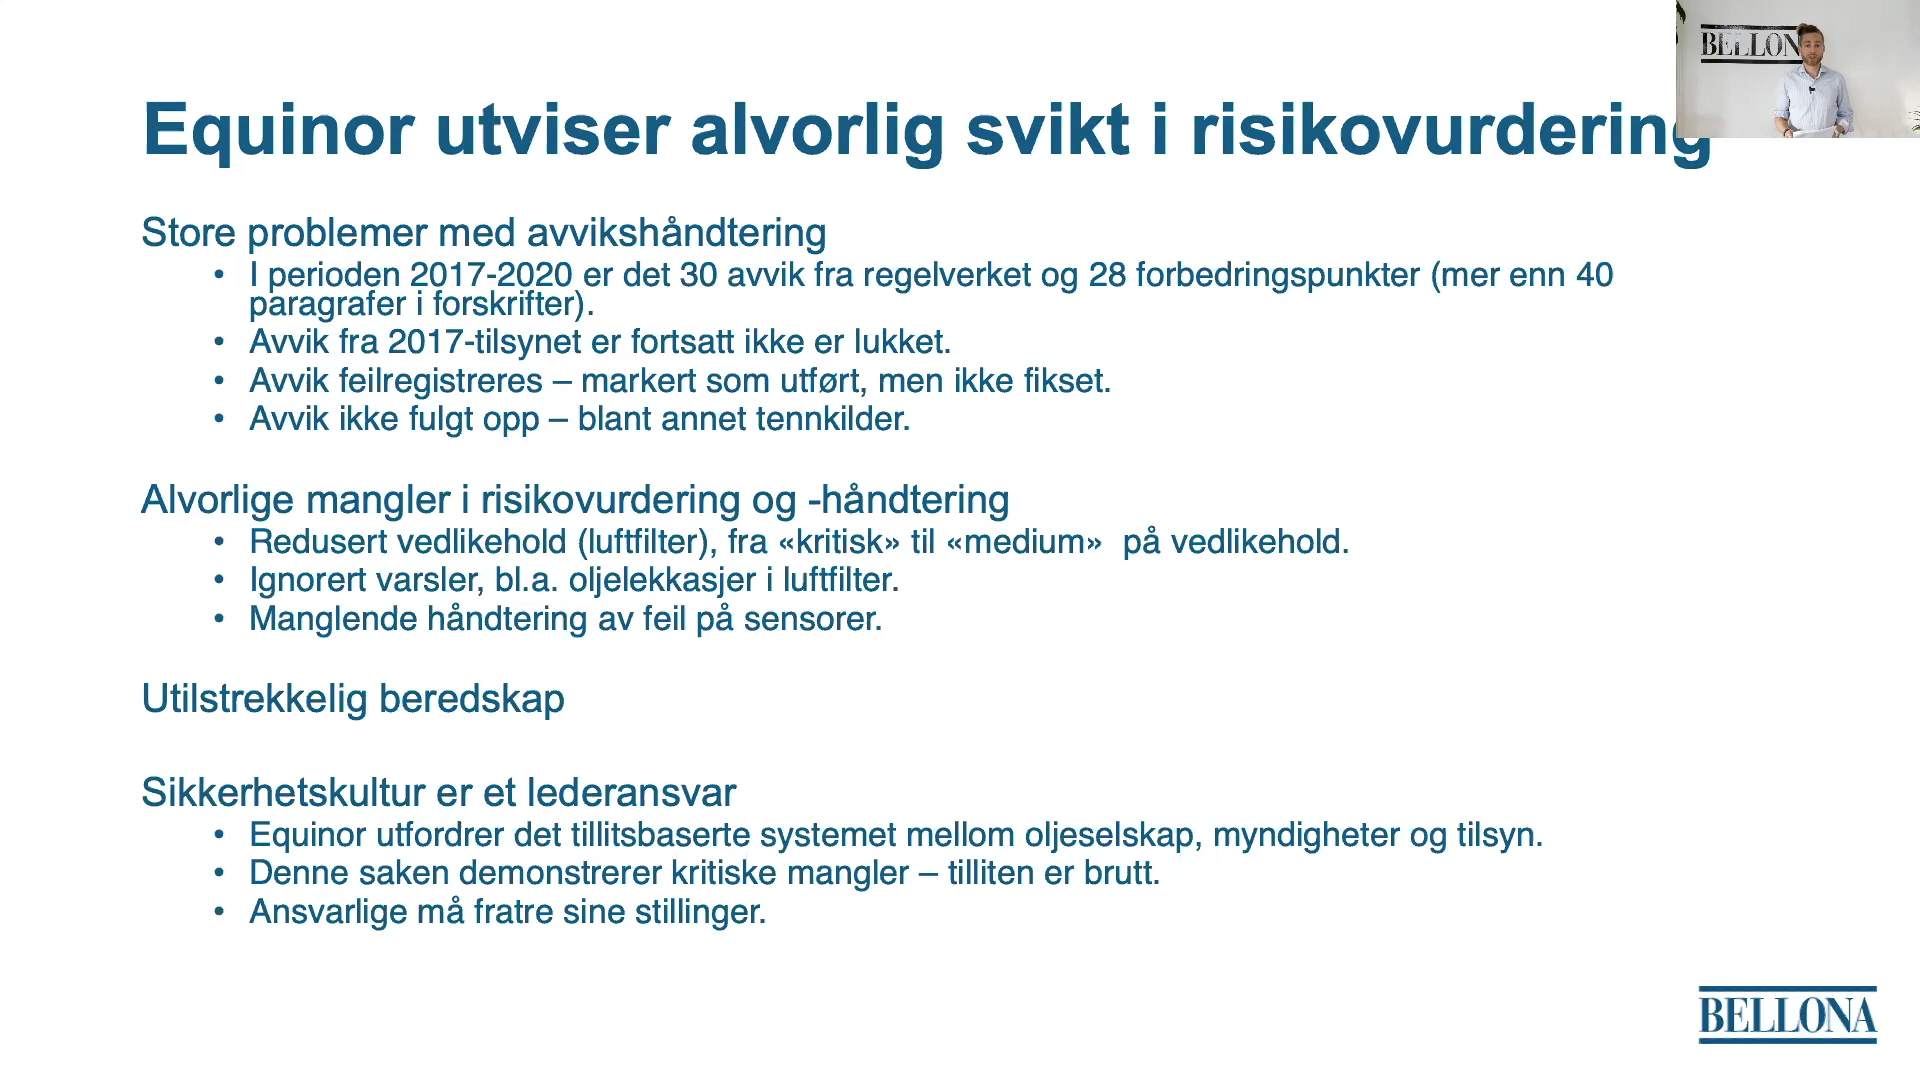 BELLON
Equinor utviser alvorlig svikt i risikovurdering
Store problemer med avvikshåndtering
• I perioden 2017-2020 er det 30 avvik fra regelverket og 28 forbedringspunkter (mer enn 40
paragrafer i forskrifter).
• Avvik fra 2017-tilsynet er fortsatt ikke er lukket.
• Avvik feilregistreres – markert som utført, men ikke fikset.
• Avvik ikke fulgt opp – blant annet tennkilder.
Alvorlige mangler i risikovurdering og -håndtering
• Redusert vedlikehold (luftfilter), fra «kritisk» til «medium»  på vedlikehold.
• Ignorert varsler, bl.a. oljelekkasjer i luftfilter.
• Manglende håndtering av feil på sensorer.
Utilstrekkelig beredskap
Sikkerhetskultur er et lederansvar
• Equinor utfordrer det tillitsbaserte systemet mellom oljeselskap, myndigheter og tilsyn.
• Denne saken demonstrerer kritiske mangler – tilliten er brutt.
• Ansvarlige må fratre sine stillinger.
BELLONA